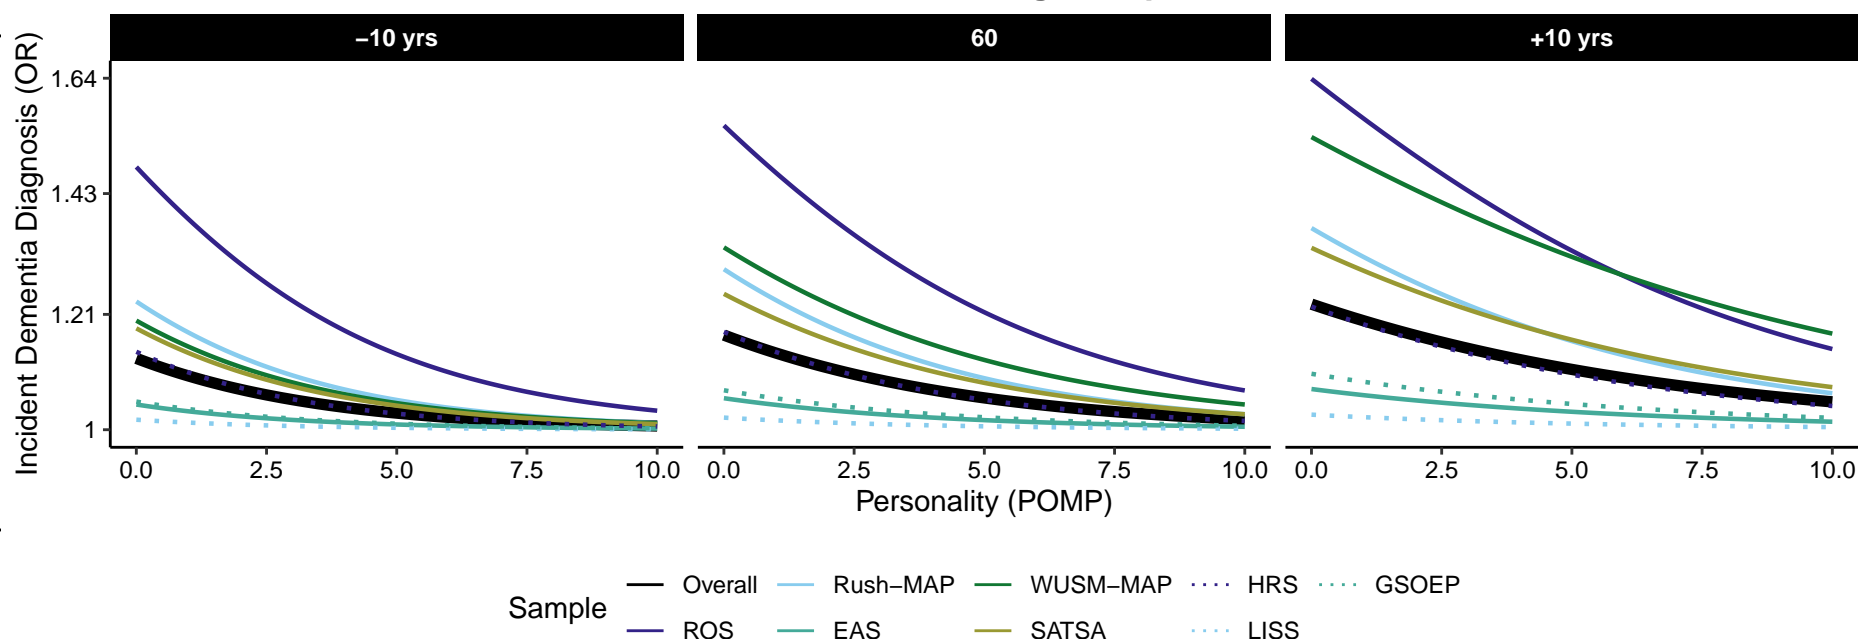 −10 yrs
60
+10 yrs
Incident Dementia Diagnosis (OR)
1.64
1.43
1.21
1
0.0 2.5 5.0 7.5 10.0
0.0 2.5 5.0 7.5 10.0
0.0 2.5 5.0 7.5 10.0
Personality (POMP)
Sample
Overall Rush−MAP WUSM−MAP HRS GSOEP
ROS EAS SATSA LISS